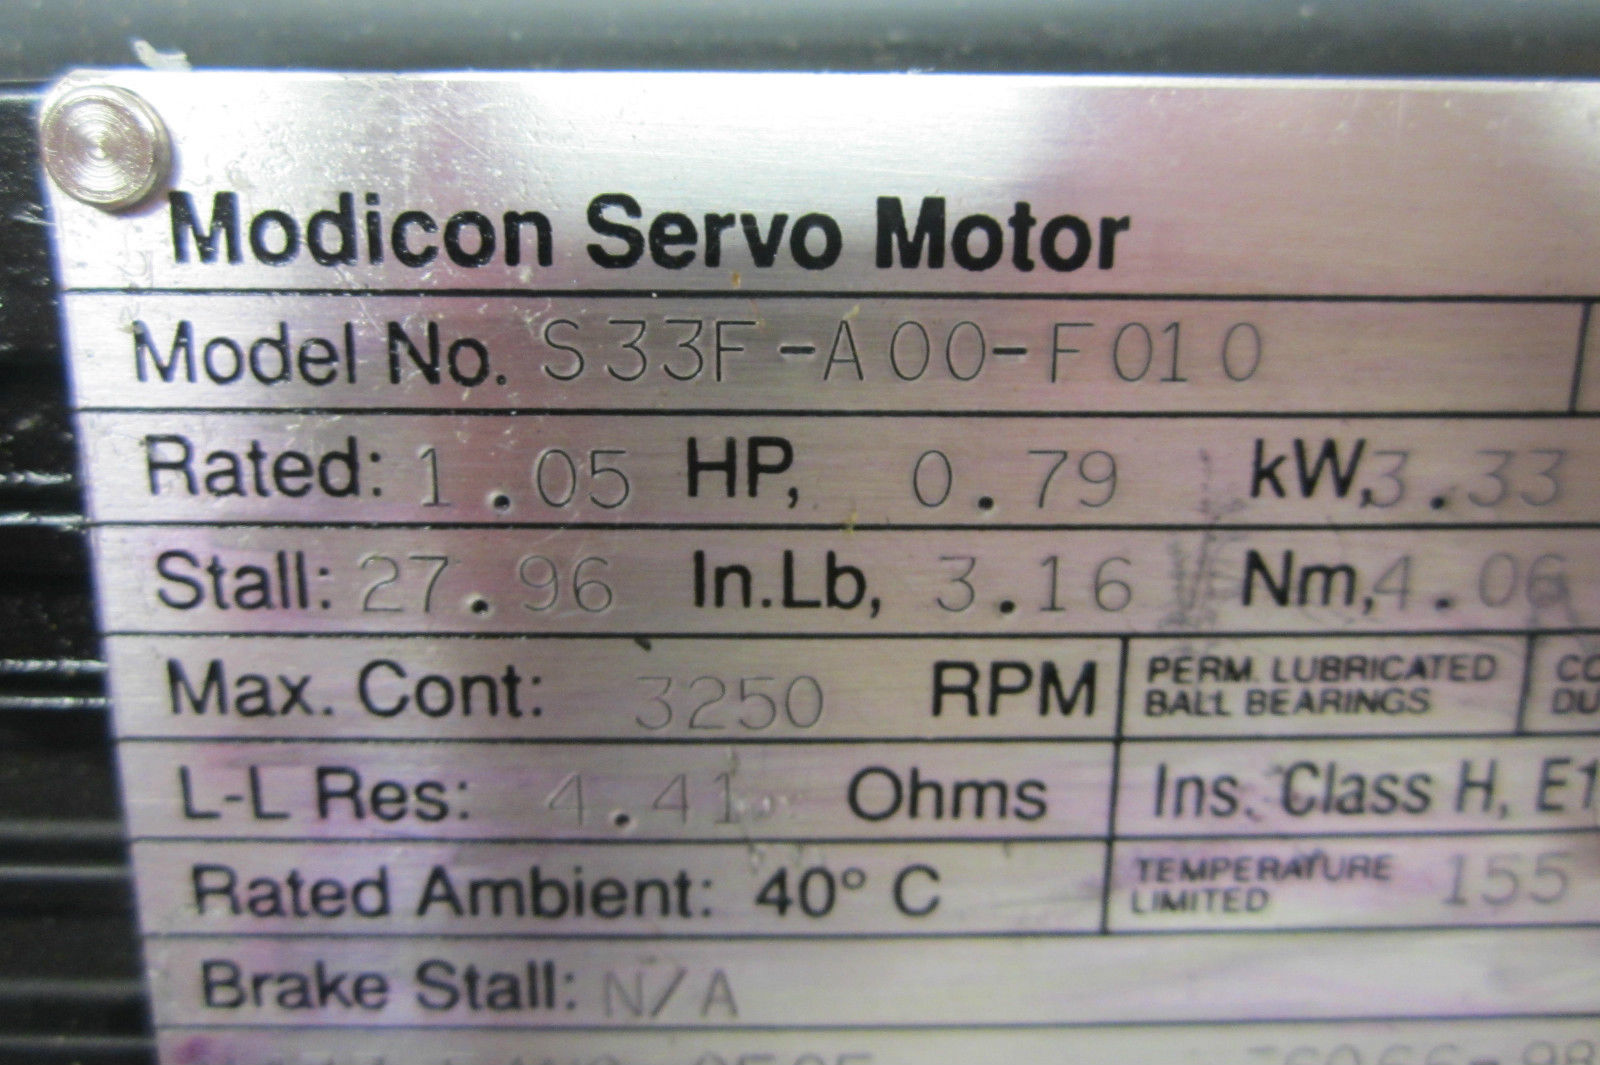 Modicon Servo Motor
Model No. S33F-A00-F010
Rated: 1.05 HP, 0.79 kW, 3.33
Stall: 27.96 In.Lb, 3.16 Nm, 4.06
Max. Cont: 3250 RPM
PERM. LUBRICATED
BALL BEARINGS
L-L Res: 4.41 Ohms
Ins. Class H, E1
Rated Ambient: 40° C
TEMPERATURE
LIMITED
155
Brake Stall: N/A